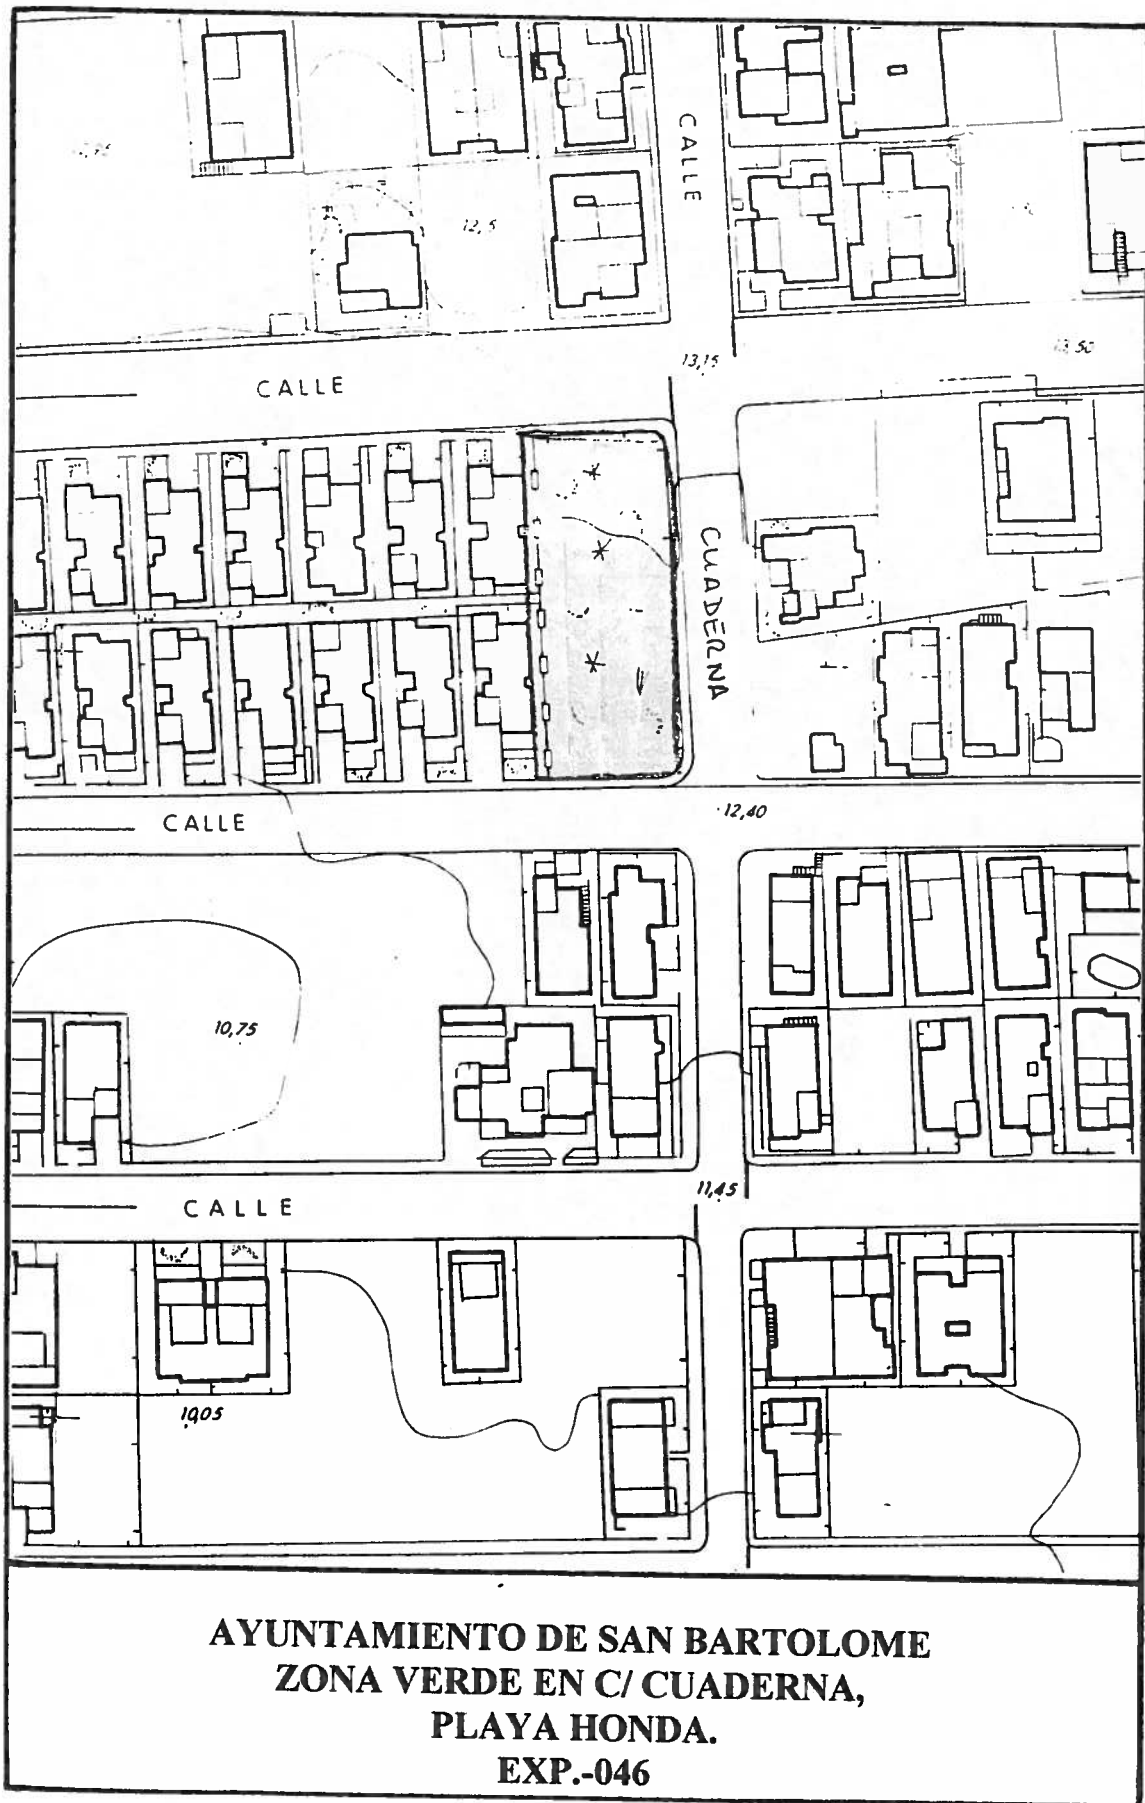 CALLE
12,5
13,15
13,50
CALLE
CUADERNA
12,40
CALLE
10,75
11,45
CALLE
10,05
AYUNTAMIENTO DE SAN BARTOLOME
ZONA VERDE EN C/ CUADERNA,
PLAYA HONDA.
EXP.-046